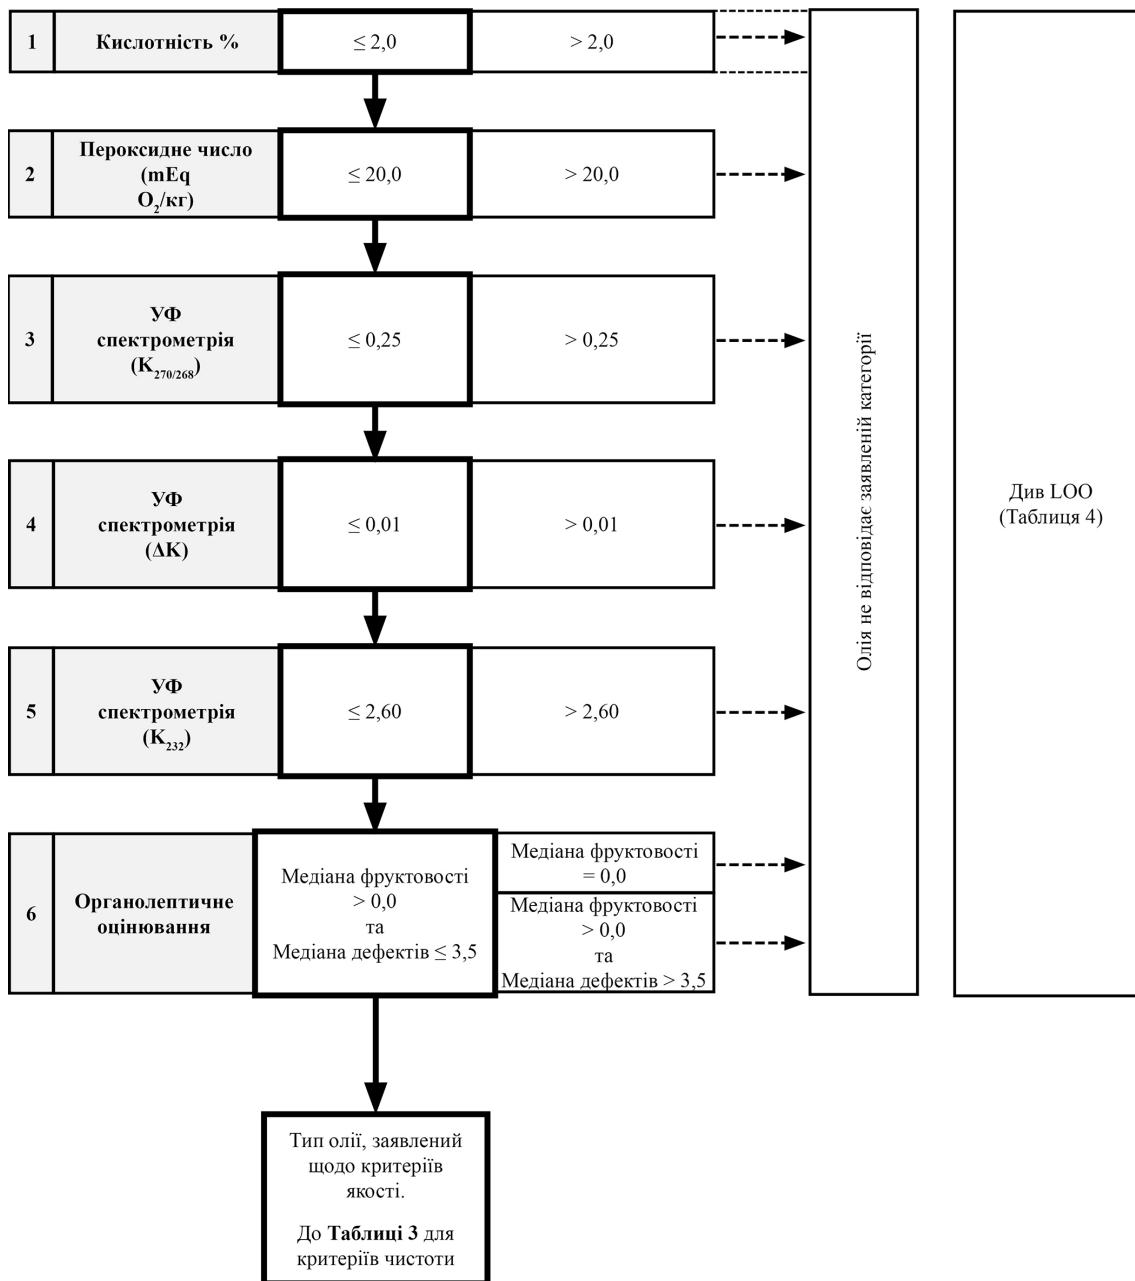 1
Кислотність %
≤ 2,0
> 2,0
2
Пероксидне число
(mEq
O₂/кг)
≤ 20,0
> 20,0
3
УФ
спектрометрія
(K₂₇₀/₂₆₈)
≤ 0,25
> 0,25
4
УФ
спектрометрія
(ΔK)
≤ 0,01
> 0,01
5
УФ
спектрометрія
(K₂₃₂)
≤ 2,60
> 2,60
6
Органолептичне
оцінювання
Медіана фруктовості
> 0,0
та
Медіана дефектів ≤ 3,5
Медіана фруктовості
= 0,0
Медіана фруктовості
> 0,0
та
Медіана дефектів > 3,5
Олія не відповідає заявленій категорії
Див LOO
(Таблиця 4)
Тип олії, заявлений
щодо критеріїв
якості.
До Таблиці 3 для
критеріїв чистоти